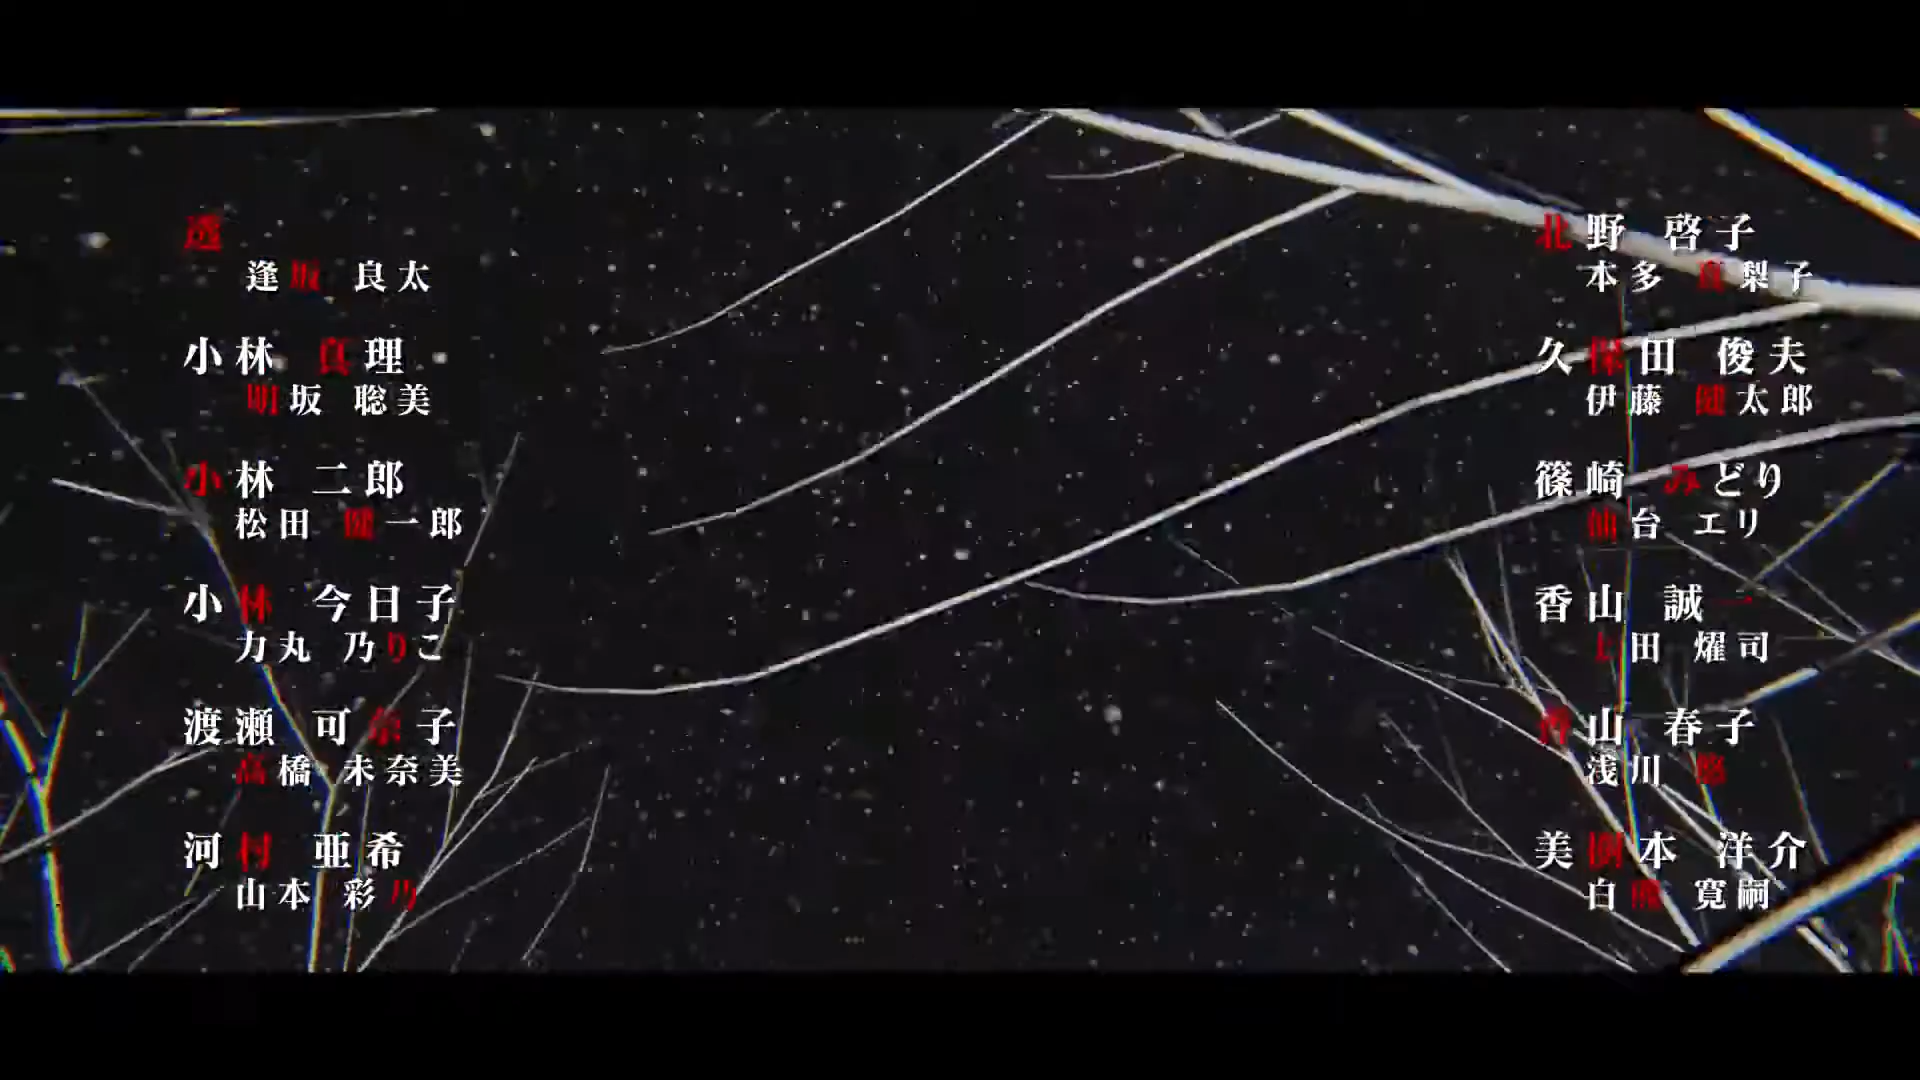 透
逢坂 良太
小林 真理
明坂 聡美
小林 二郎
松田 健一郎
小林 今日子
力丸 乃りこ
渡瀬 可奈子
高橋 未奈美
河村 亜希
山本 彩乃
北野 啓子
本多 真梨子
久保田 俊夫
伊藤 健太郎
篠崎 みどり
仙台 エリ
香山 誠一
上田 燿司
香山 春子
浅川 悠
美樹本 洋介
白熊 寛嗣